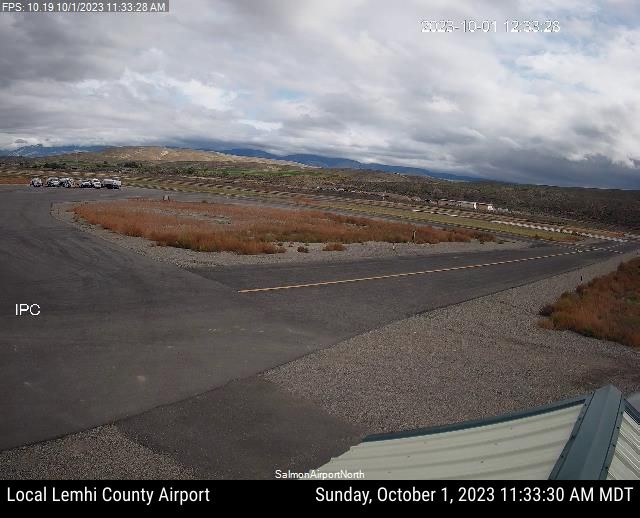 FPS: 10.19 10/1/2023 11:33:28 AM
2023-10-01 12:33:28
IPC
SalmonAirportNorth
Local Lemhi County Airport
Sunday, October 1, 2023 11:33:30 AM MDT